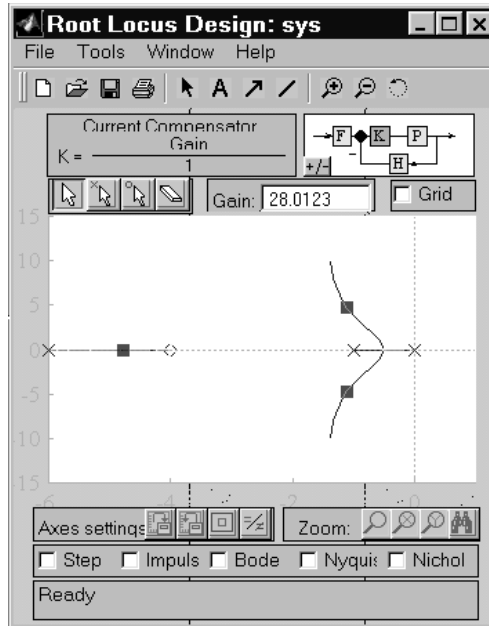 Root Locus Design: sys
File Tools Window Help
A
Current Compensator
K = Gain
1
F K P
−
H
+/-
Gain: 28.0123
Grid
15
10
5
0
-5
-10
-15
-6 -4 -2 0
Axes settings
Zoom:
Step Impuls Bode Nyquis Nichol
Ready